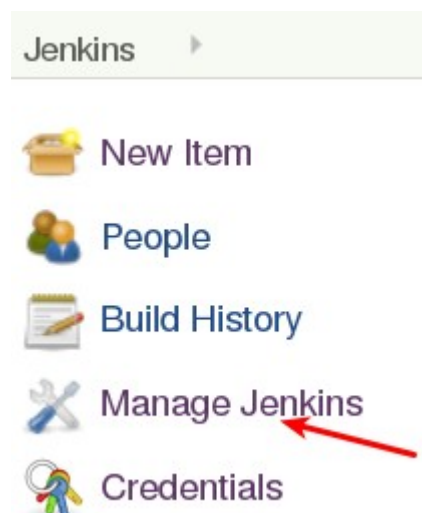 Jenkins
New Item
People
Build History
Manage Jenkins
Credentials